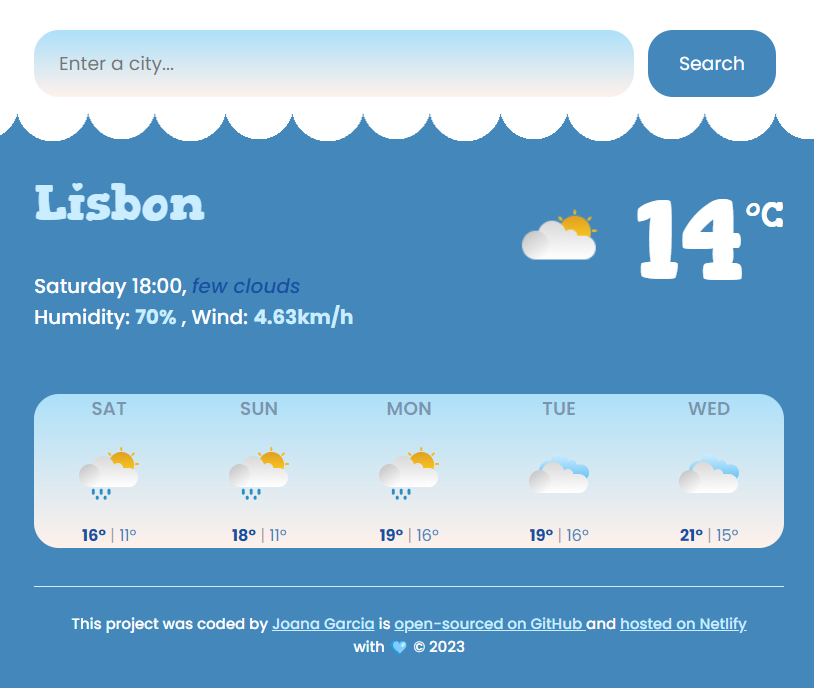 Enter a city...
Search
Lisbon
14°C
Saturday 18:00, few clouds
Humidity: 70% , Wind: 4.63km/h
SAT SUN MON TUE WED
16° | 11° 18° | 11° 19° | 16° 19° | 16° 21° | 15°
This project was coded by Joana Garcia is open-sourced on GitHub and hosted on Netlify
with 🩵 © 2023